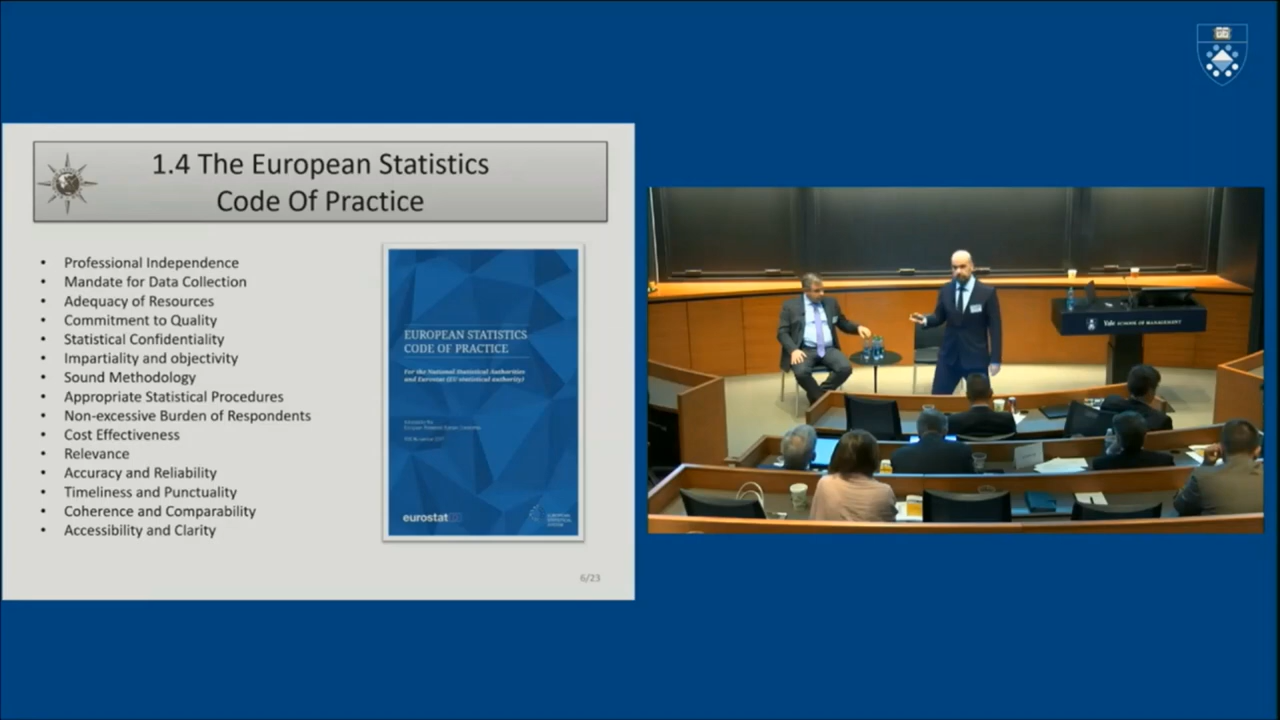 1.4 The European Statistics
Code Of Practice
• Professional Independence
• Mandate for Data Collection
• Adequacy of Resources
• Commitment to Quality
• Statistical Confidentiality
• Impartiality and objectivity
• Sound Methodology
• Appropriate Statistical Procedures
• Non-excessive Burden of Respondents
• Cost Effectiveness
• Relevance
• Accuracy and Reliability
• Timeliness and Punctuality
• Coherence and Comparability
• Accessibility and Clarity
EUROPEAN STATISTICS
CODE OF PRACTICE
For the National Statistical Authorities
and Eurostat (EU statistical authority)
eurostat
EUROPEAN
STATISTICAL
SYSTEM
6/23
Yale SCHOOL OF MANAGEMENT